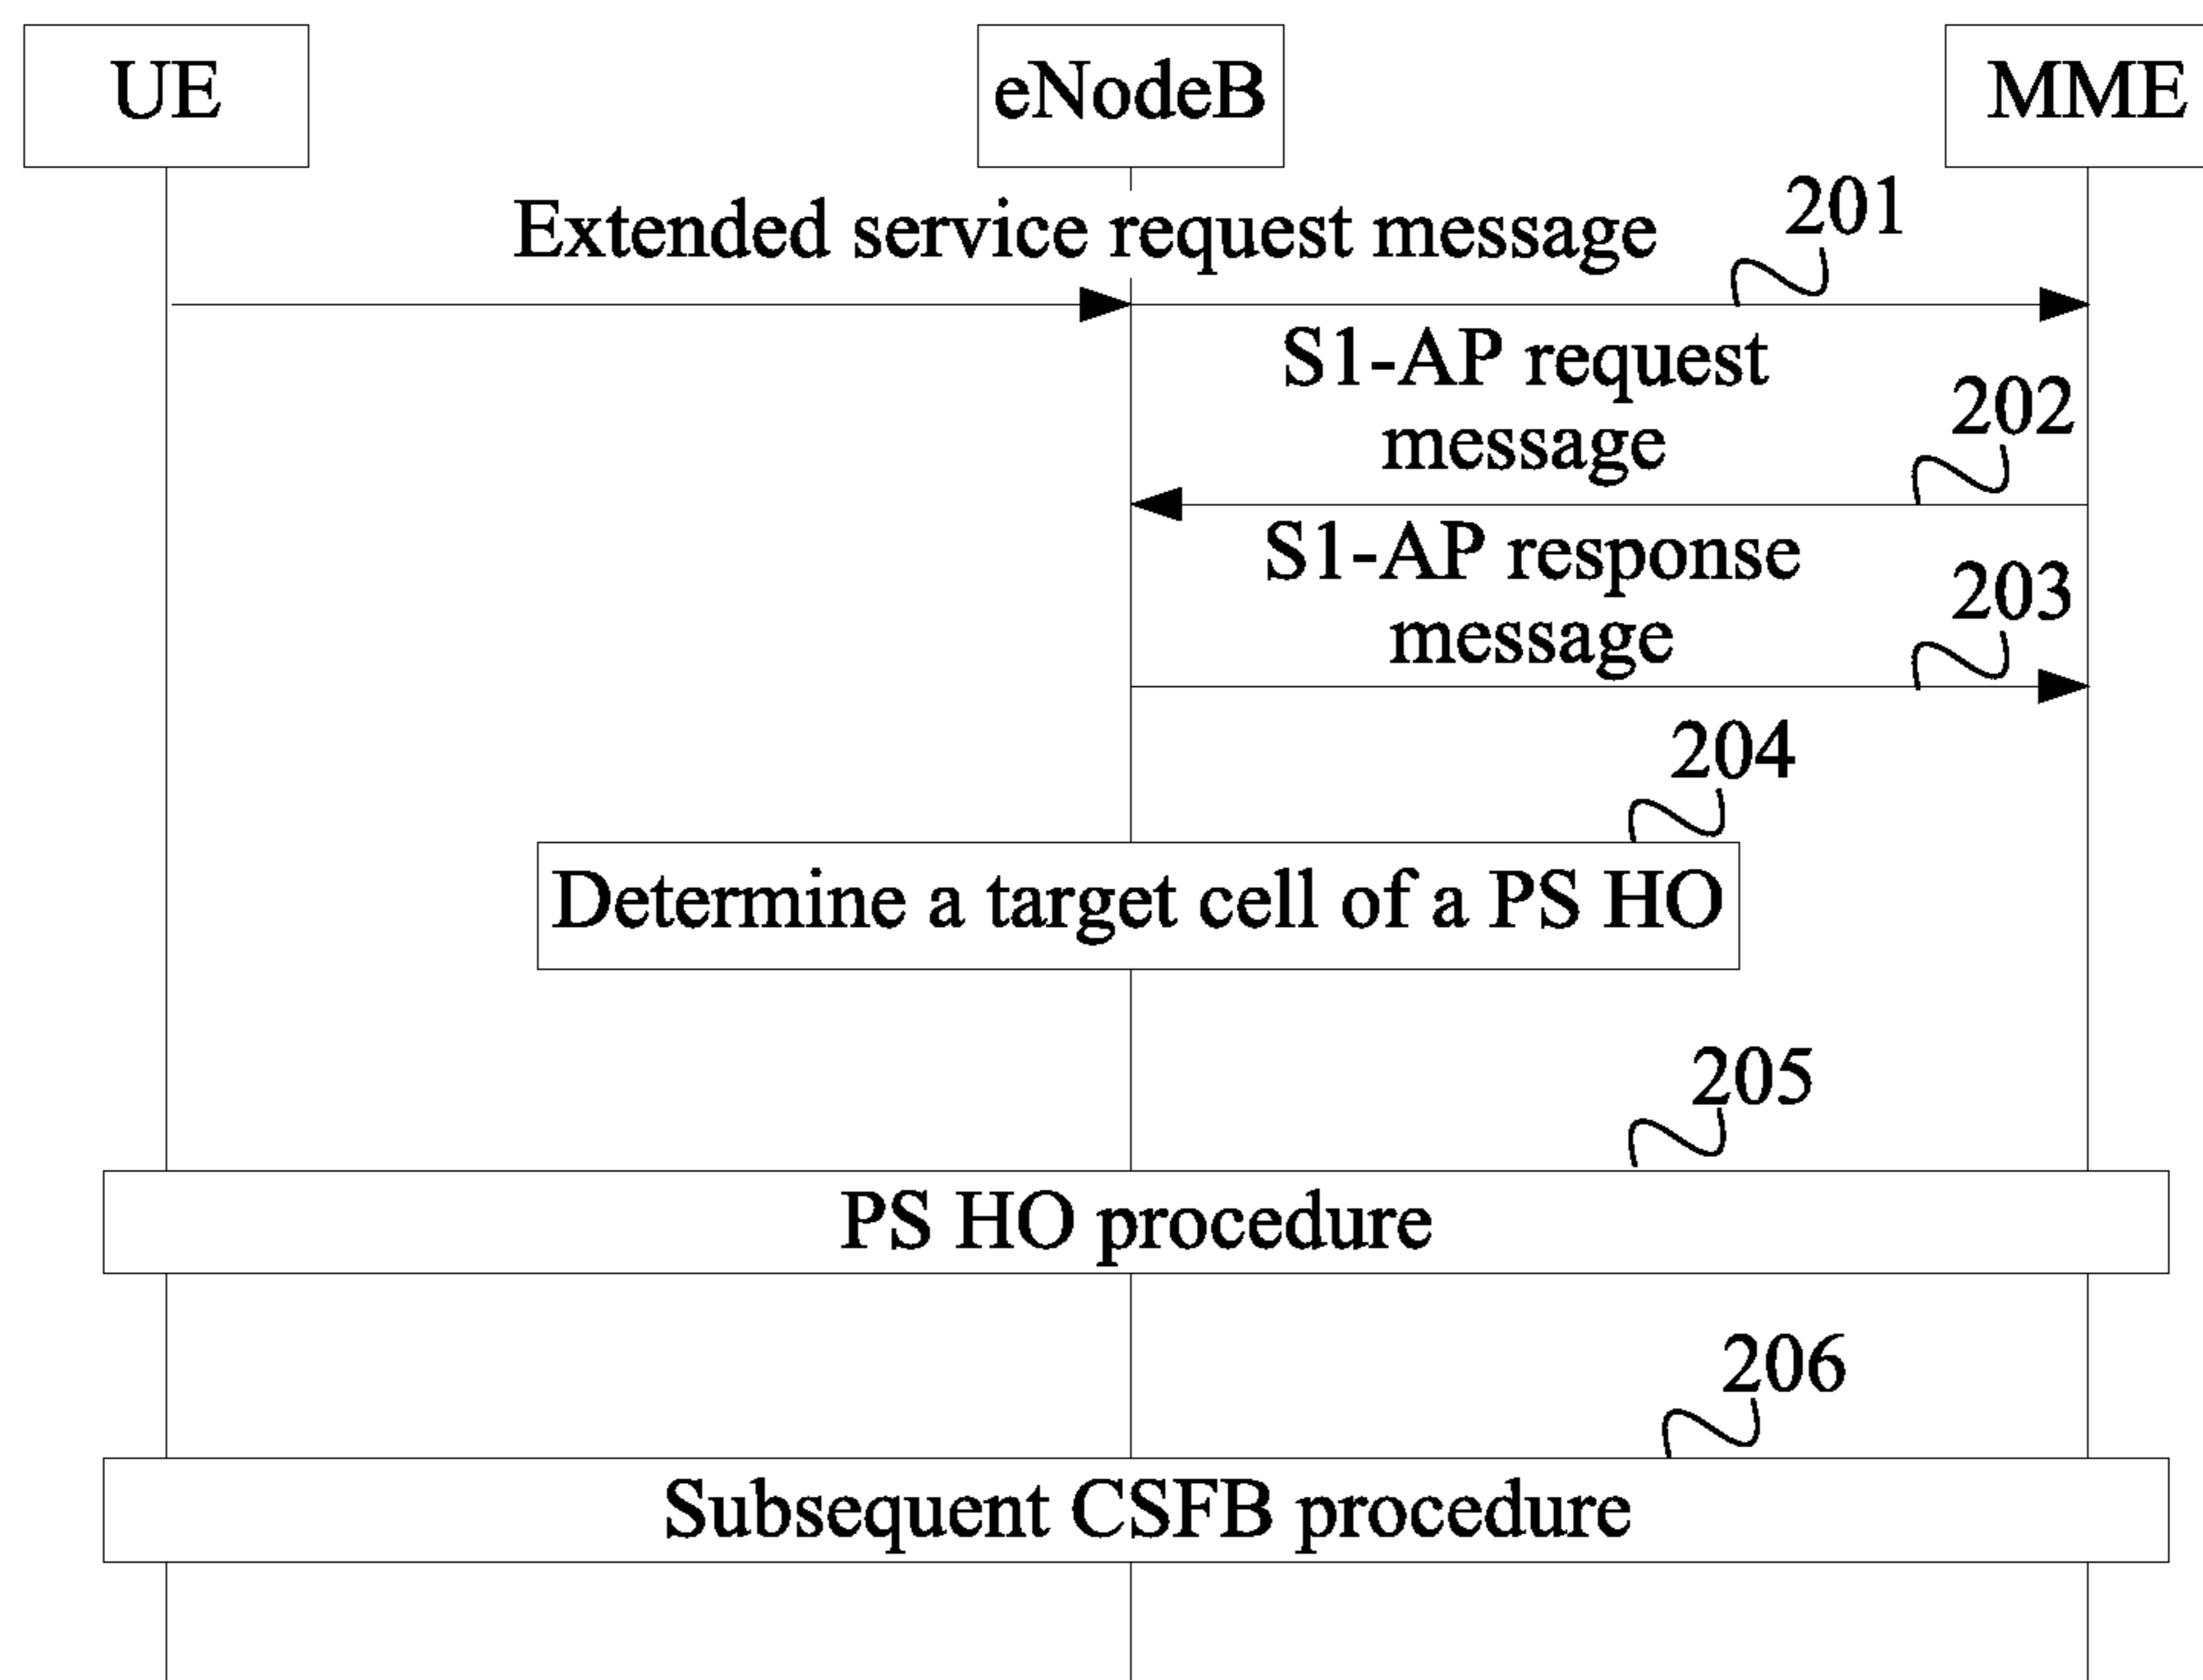 UE
eNodeB
MME
Extended service request message
201
S1-AP request
message
202
S1-AP response
message
203
204
Determine a target cell of a PS HO
205
PS HO procedure
206
Subsequent CSFB procedure